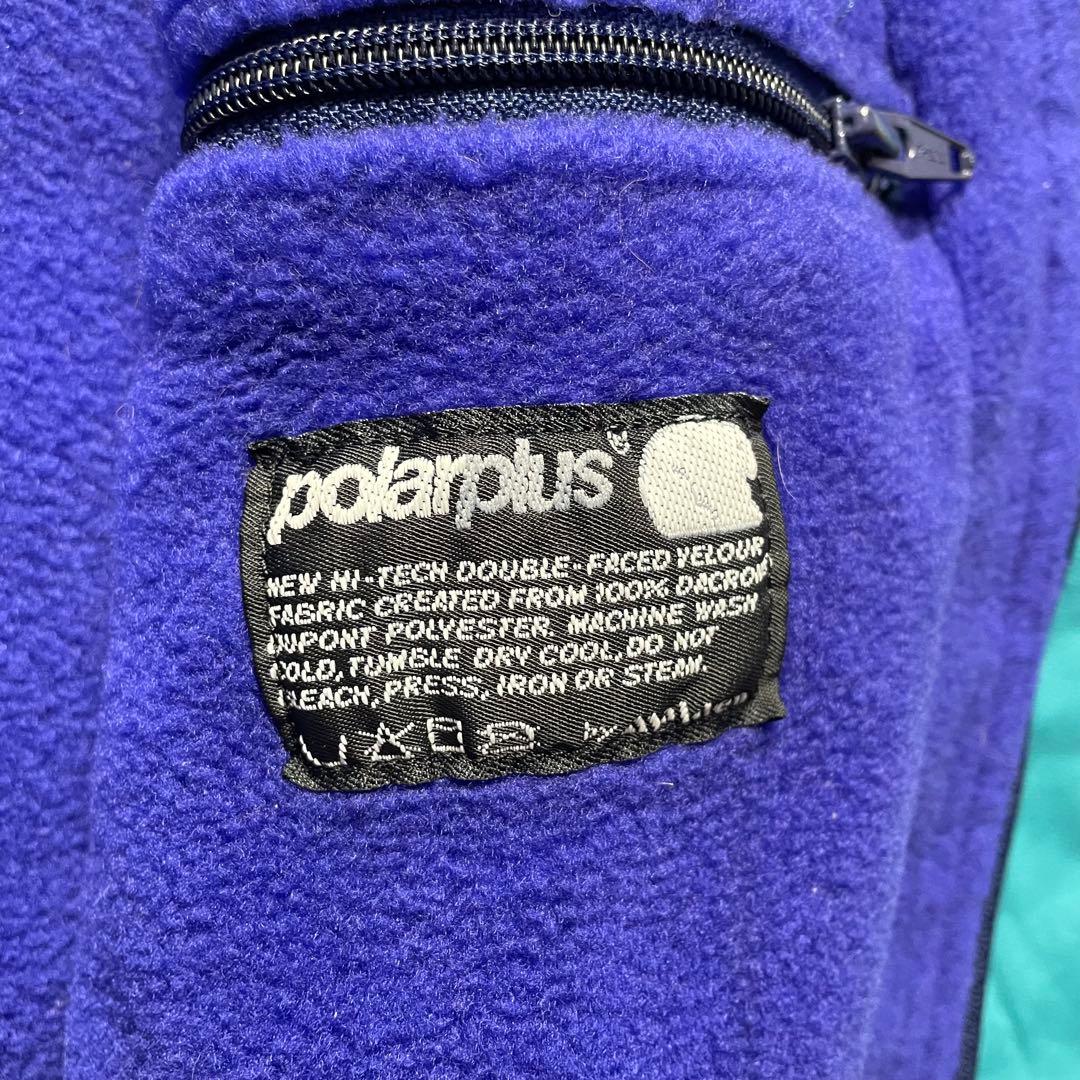 polarplus®
NEW HI-TECH DOUBLE-FACED VELOUR
FABRIC CREATED FROM 100% DACRON®
DUPONT POLYESTER. MACHINE WASH
COLD, TUMBLE DRY COOL, DO NOT
BLEACH, PRESS, IRON OR STEAM.
by